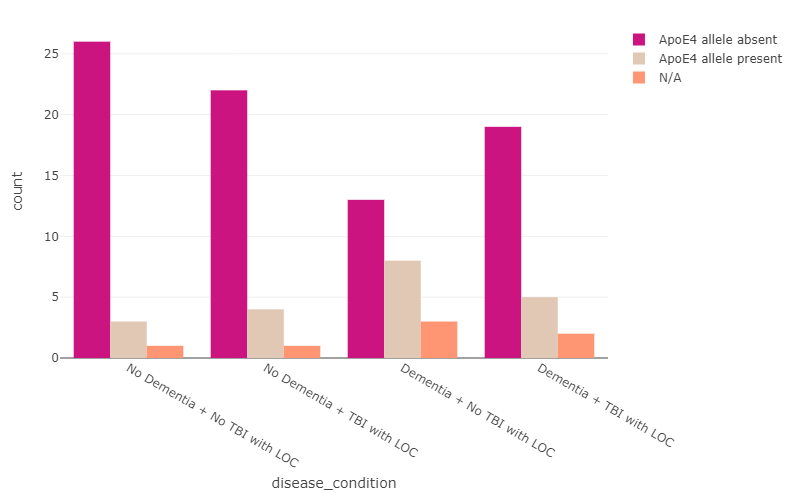 ApoE4 allele absent
ApoE4 allele present
N/A
25
20
15
10
5
0
count
No Dementia + No TBI with LOC
No Dementia + TBI with LOC
Dementia + No TBI with LOC
Dementia + TBI with LOC
disease_condition